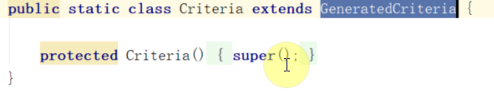 public static class Criteria extends GeneratedCriteria {
protected Criteria() { super(); }
}